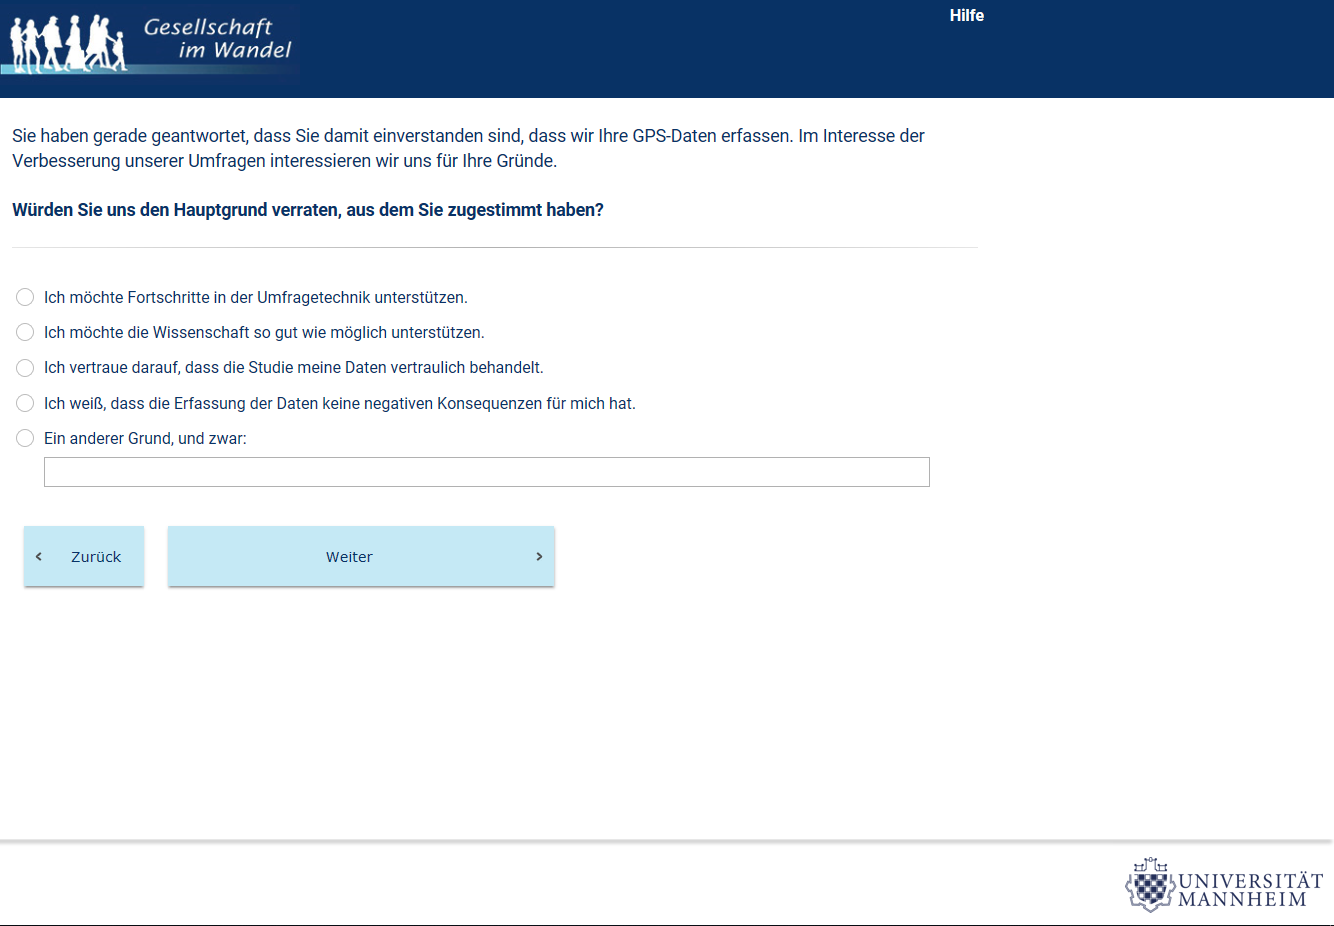 Gesellschaft
im Wandel
Hilfe
Sie haben gerade geantwortet, dass Sie damit einverstanden sind, dass wir Ihre GPS-Daten erfassen. Im Interesse der
Verbesserung unserer Umfragen interessieren wir uns für Ihre Gründe.
Würden Sie uns den Hauptgrund verraten, aus dem Sie zugestimmt haben?
Ich möchte Fortschritte in der Umfragetechnik unterstützen.
Ich möchte die Wissenschaft so gut wie möglich unterstützen.
Ich vertraue darauf, dass die Studie meine Daten vertraulich behandelt.
Ich weiß, dass die Erfassung der Daten keine negativen Konsequenzen für mich hat.
Ein anderer Grund, und zwar:
‹ Zurück
Weiter ›
UNIVERSITÄT
MANNHEIM